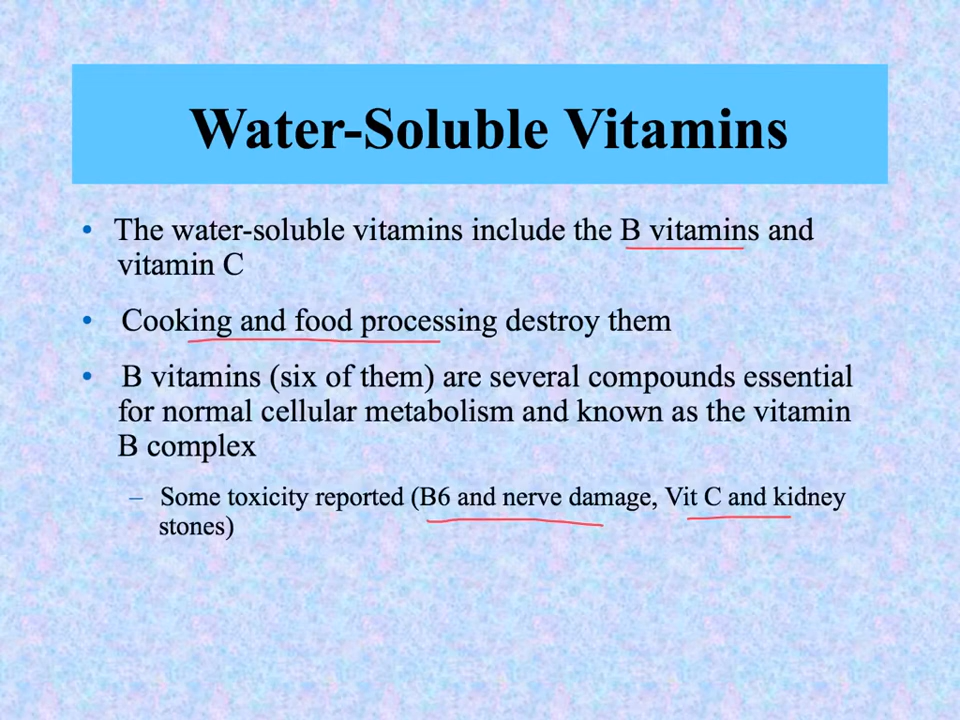 Water-Soluble Vitamins
• The water-soluble vitamins include the B vitamins and
vitamin C
• Cooking and food processing destroy them
• B vitamins (six of them) are several compounds essential
for normal cellular metabolism and known as the vitamin
B complex
– Some toxicity reported (B6 and nerve damage, Vit C and kidney
stones)